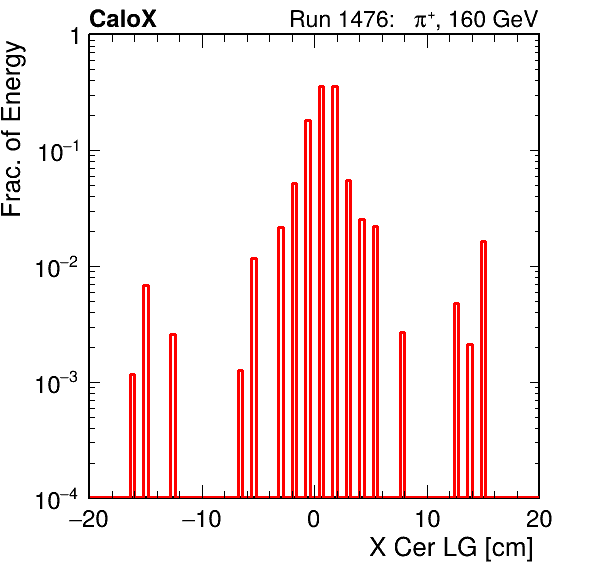 CaloX Run 1476: π⁺, 160 GeV
Frac. of Energy
1
10⁻¹
10⁻²
10⁻³
10⁻⁴
−20 −10 0 10 20
X Cer LG [cm]